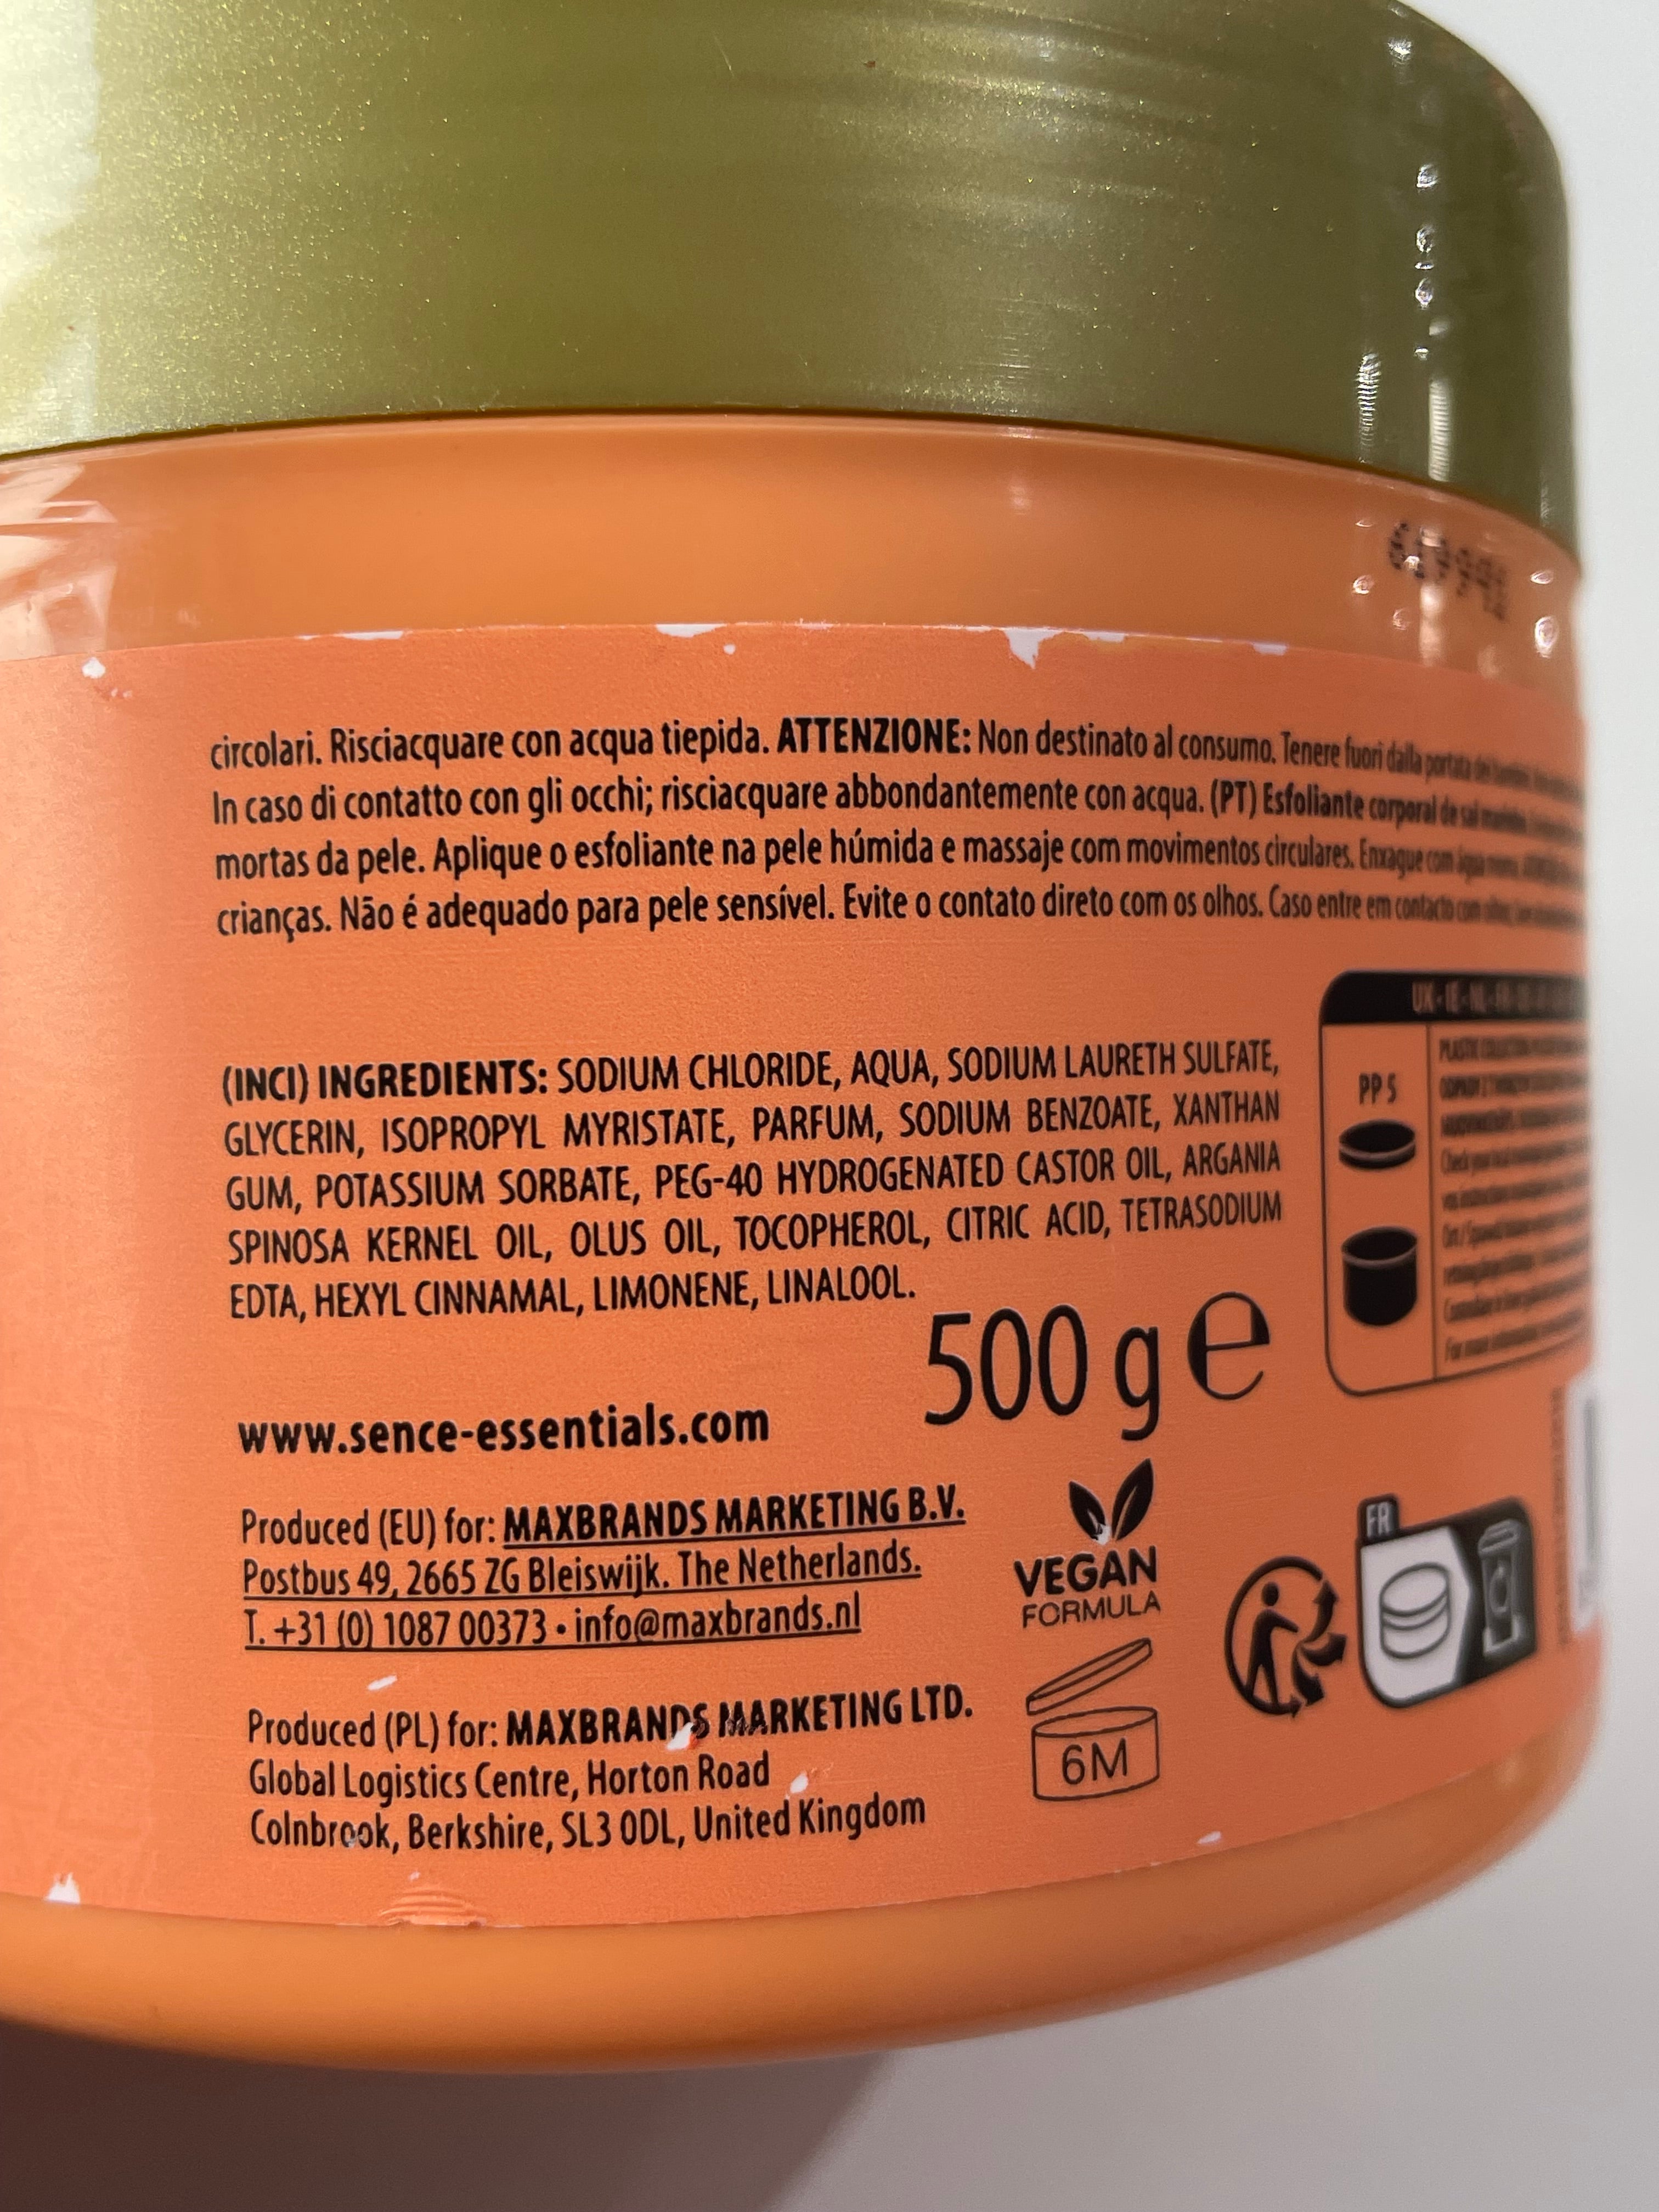 circolari. Risciacquare con acqua tiepida. ATTENZIONE: Non destinato al consumo. Tenere fuori dalla portata dei
In caso di contatto con gli occhi; risciacquare abbondantemente con acqua. (PT) Esfoliante corporal de sal
mortas da pele. Aplique o esfoliante na pele húmida e massaje com movimentos circulares. Enxague com água
crianças. Não é adequado para pele sensível. Evite o contato direto com os olhos. Caso entre em contacto com
(INCI) INGREDIENTS: SODIUM CHLORIDE, AQUA, SODIUM LAURETH SULFATE,
GLYCERIN, ISOPROPYL MYRISTATE, PARFUM, SODIUM BENZOATE, XANTHAN
GUM, POTASSIUM SORBATE, PEG-40 HYDROGENATED CASTOR OIL, ARGANIA
SPINOSA KERNEL OIL, OLUS OIL, TOCOPHEROL, CITRIC ACID, TETRASODIUM
EDTA, HEXYL CINNAMAL, LIMONENE, LINALOOL.
500 g e
www.sence-essentials.com
Produced (EU) for: MAXBRANDS MARKETING B.V.
Postbus 49, 2665 ZG Bleiswijk. The Netherlands.
T. +31 (0) 1087 00373 • info@maxbrands.nl
VEGAN
FORMULA
Produced (PL) for: MAXBRANDS MARKETING LTD.
Global Logistics Centre, Horton Road
Colnbrook, Berkshire, SL3 0DL, United Kingdom
6M
UK - IE - NL - FR
PP 5
PLASTIC COLLECTION
FR